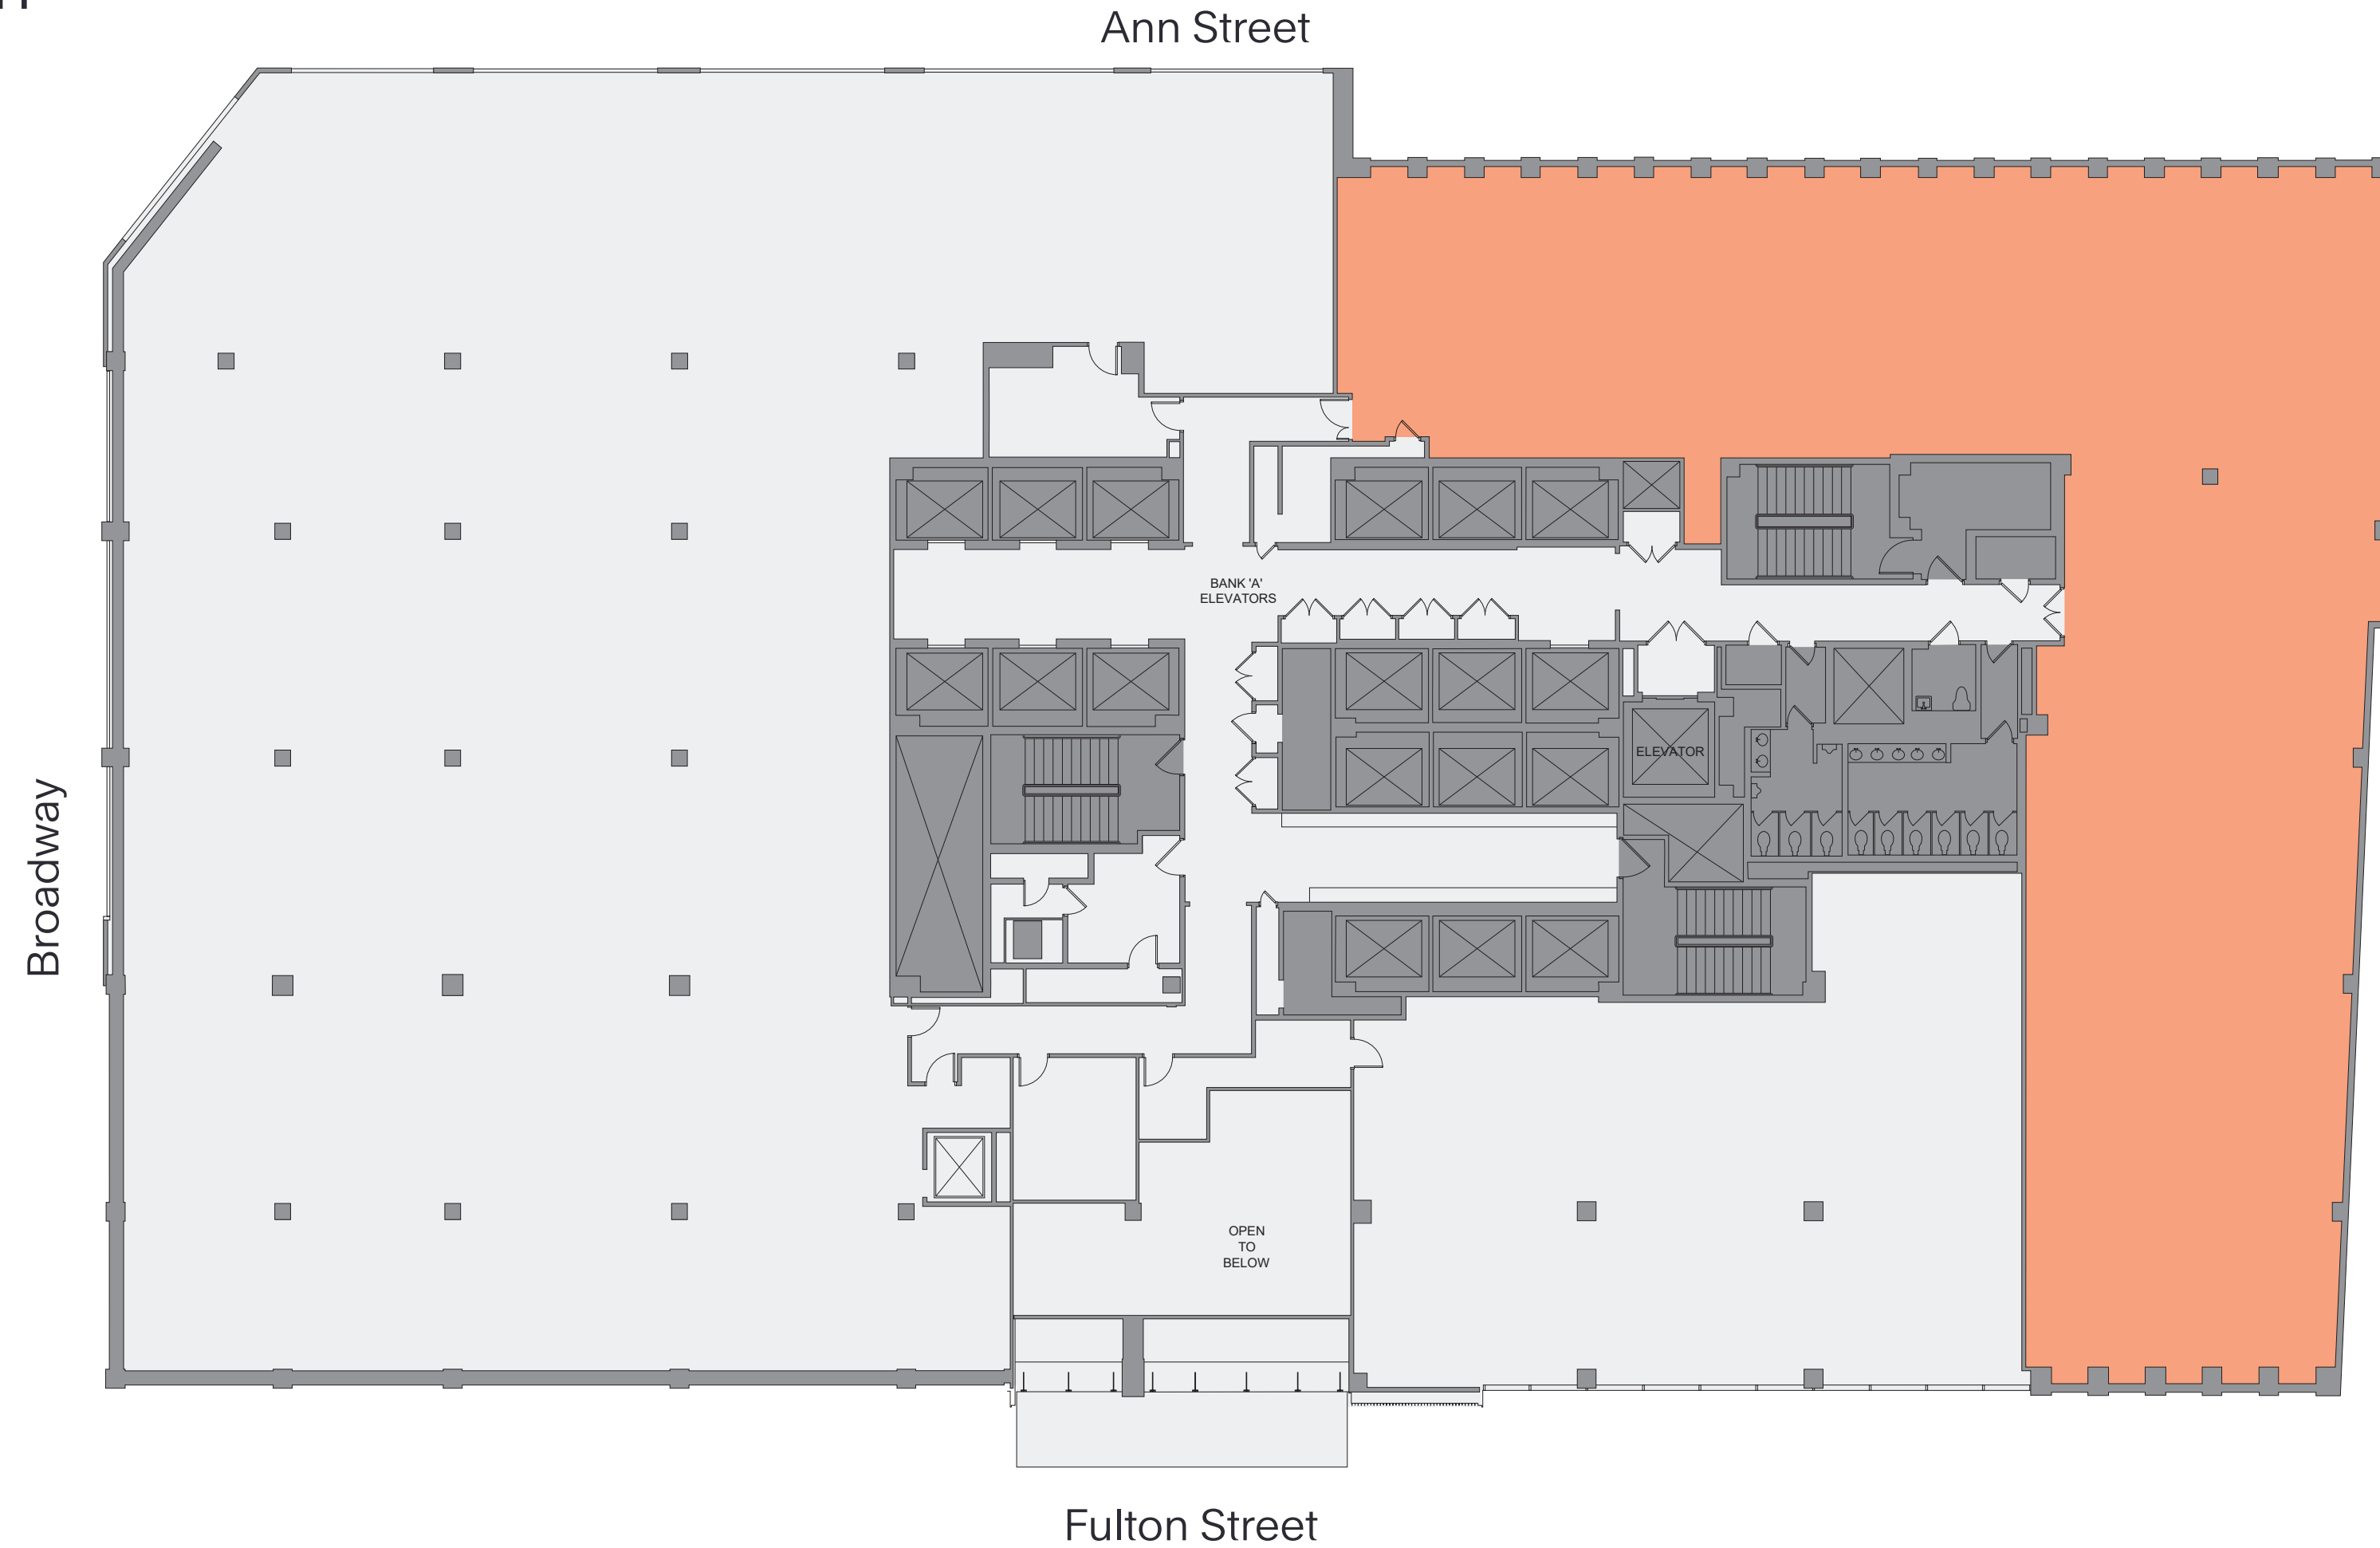 Ann Street
BANK 'A'
ELEVATORS
ELEVATOR
Broadway
OPEN
TO
BELOW
Fulton Street